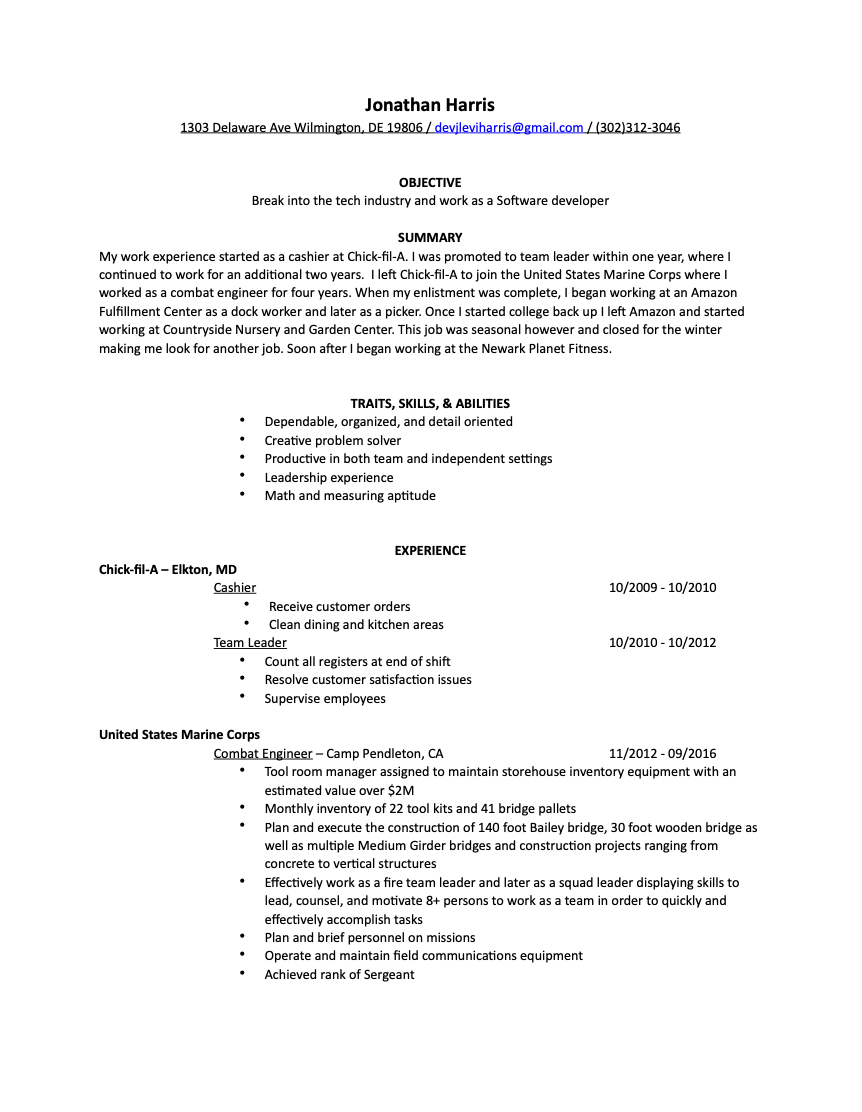 Jonathan Harris
1303 Delaware Ave Wilmington, DE 19806 / devjleviharris@gmail.com / (302)312-3046
OBJECTIVE
Break into the tech industry and work as a Software developer
SUMMARY
My work experience started as a cashier at Chick-fil-A. I was promoted to team leader within one year, where I
continued to work for an additional two years.  I left Chick-fil-A to join the United States Marine Corps where I
worked as a combat engineer for four years. When my enlistment was complete, I began working at an Amazon
Fulfillment Center as a dock worker and later as a picker. Once I started college back up I left Amazon and started
working at Countryside Nursery and Garden Center. This job was seasonal however and closed for the winter
making me look for another job. Soon after I began working at the Newark Planet Fitness.
TRAITS, SKILLS, & ABILITIES
• Dependable, organized, and detail oriented
• Creative problem solver
• Productive in both team and independent settings
• Leadership experience
• Math and measuring aptitude
EXPERIENCE
Chick-fil-A – Elkton, MD
Cashier 10/2009 - 10/2010
• Receive customer orders
• Clean dining and kitchen areas
Team Leader 10/2010 - 10/2012
• Count all registers at end of shift
• Resolve customer satisfaction issues
• Supervise employees
United States Marine Corps
Combat Engineer – Camp Pendleton, CA 11/2012 - 09/2016
• Tool room manager assigned to maintain storehouse inventory equipment with an
estimated value over $2M
• Monthly inventory of 22 tool kits and 41 bridge pallets
• Plan and execute the construction of 140 foot Bailey bridge, 30 foot wooden bridge as
well as multiple Medium Girder bridges and construction projects ranging from
concrete to vertical structures
• Effectively work as a fire team leader and later as a squad leader displaying skills to
lead, counsel, and motivate 8+ persons to work as a team in order to quickly and
effectively accomplish tasks
• Plan and brief personnel on missions
• Operate and maintain field communications equipment
• Achieved rank of Sergeant